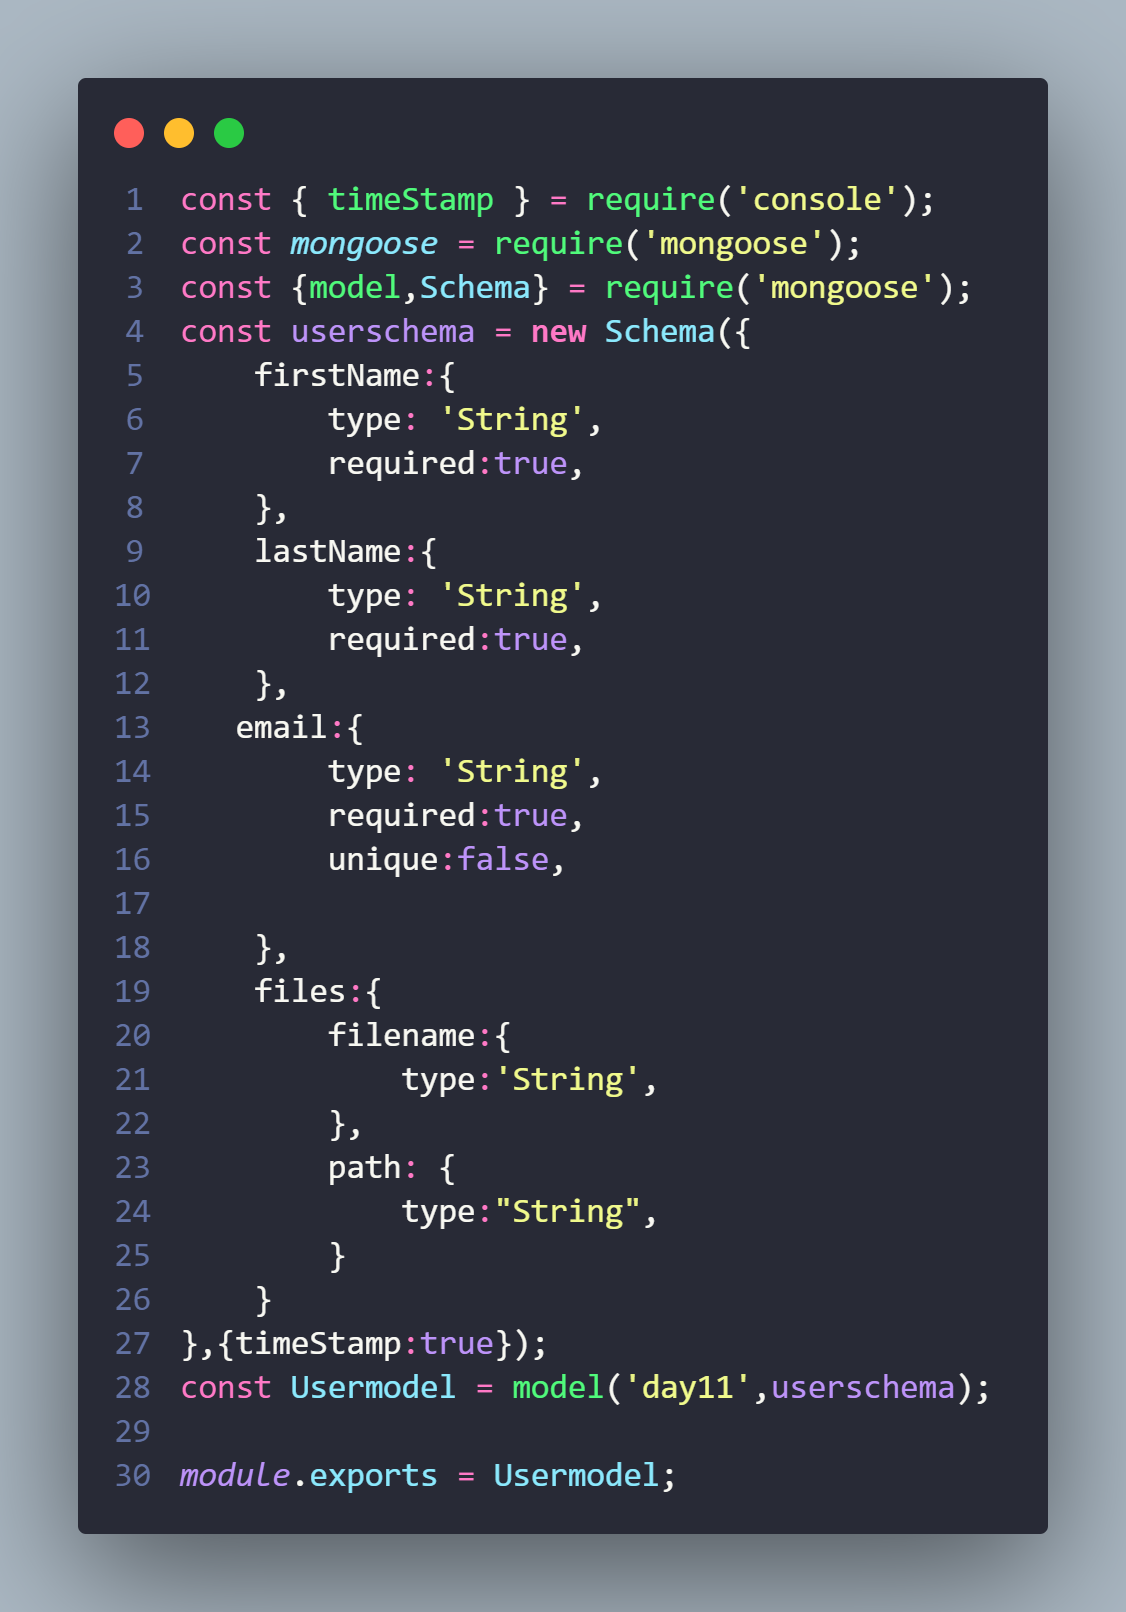 1 const { timeStamp } = require('console');
2 const mongoose = require('mongoose');
3 const {model,Schema} = require('mongoose');
4 const userschema = new Schema({
5     firstName:{
6         type: 'String',
7         required:true,
8     },
9     lastName:{
10         type: 'String',
11         required:true,
12     },
13    email:{
14         type: 'String',
15         required:true,
16         unique:false,
17
18     },
19     files:{
20         filename:{
21             type:'String',
22         },
23         path: {
24             type:"String",
25         }
26     }
27 },{timeStamp:true});
28 const Usermodel = model('day11',userschema);
29
30 module.exports = Usermodel;